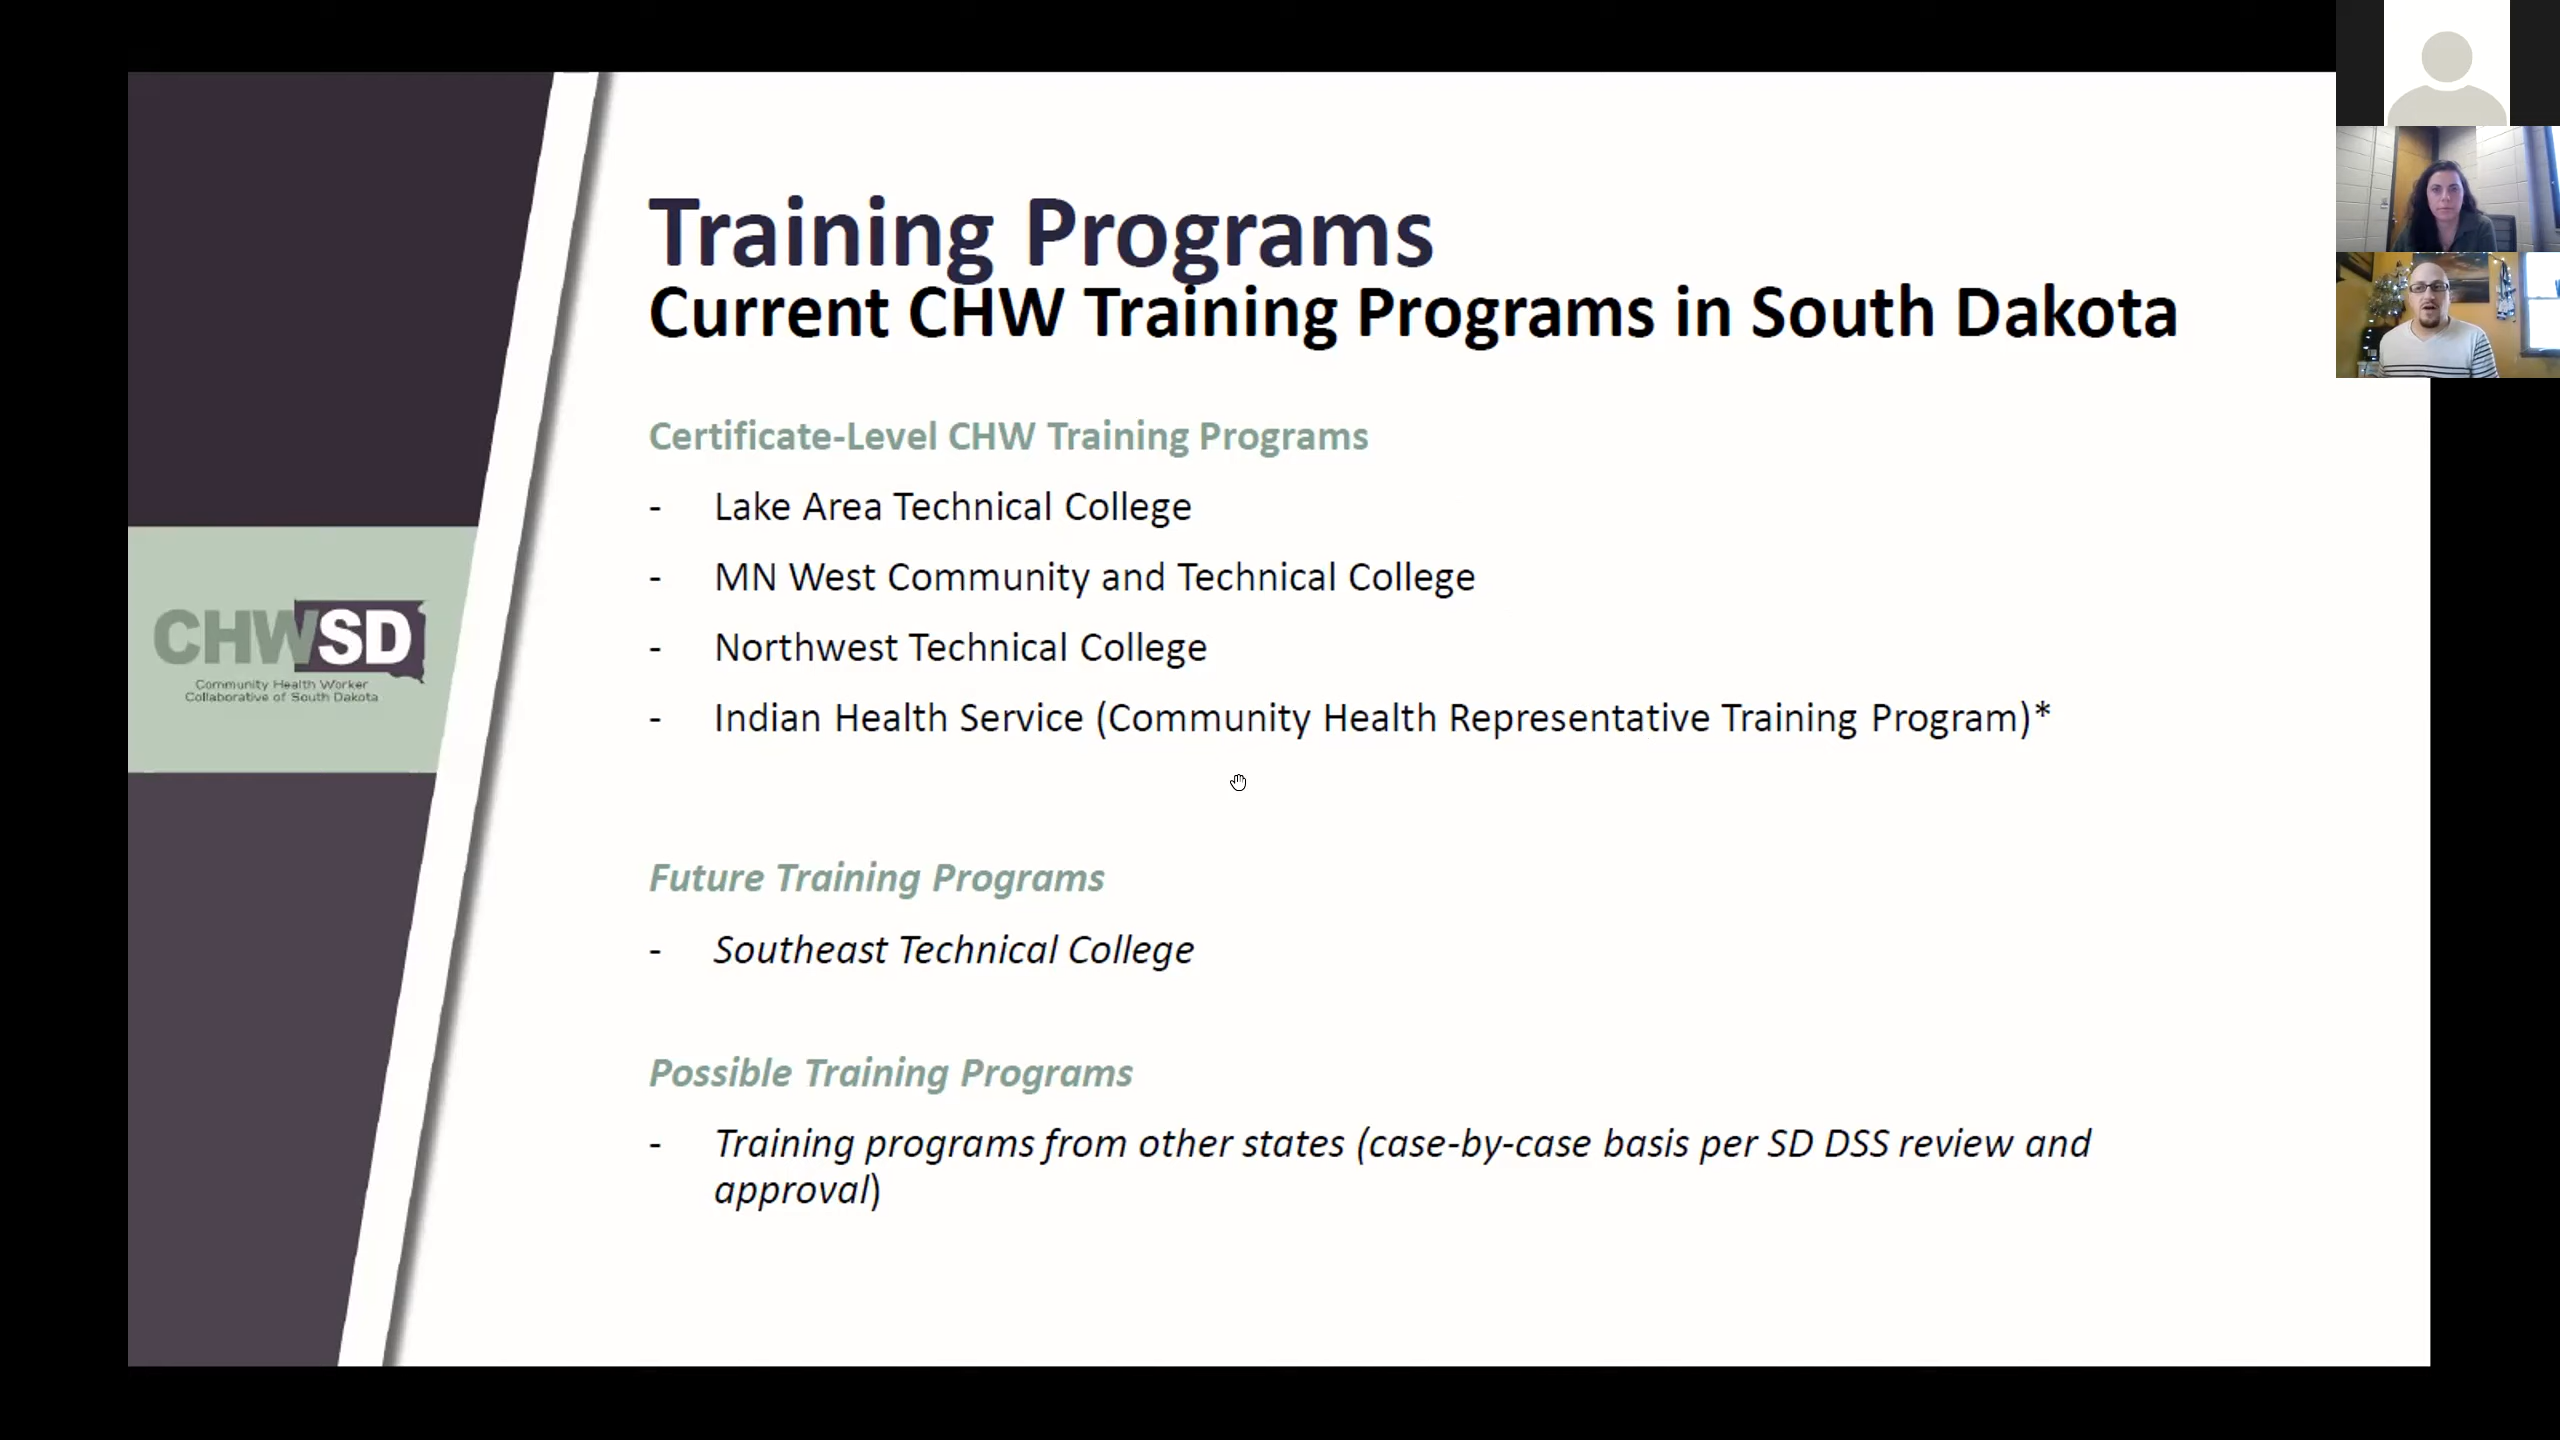 Training Programs
Current CHW Training Programs in South Dakota
Certificate-Level CHW Training Programs
- Lake Area Technical College
- MN West Community and Technical College
- Northwest Technical College
- Indian Health Service (Community Health Representative Training Program)*
Future Training Programs
- Southeast Technical College
Possible Training Programs
- Training programs from other states (case-by-case basis per SD DSS review and
approval)
CHWSD
Community Health Worker
Collaborative of South Dakota